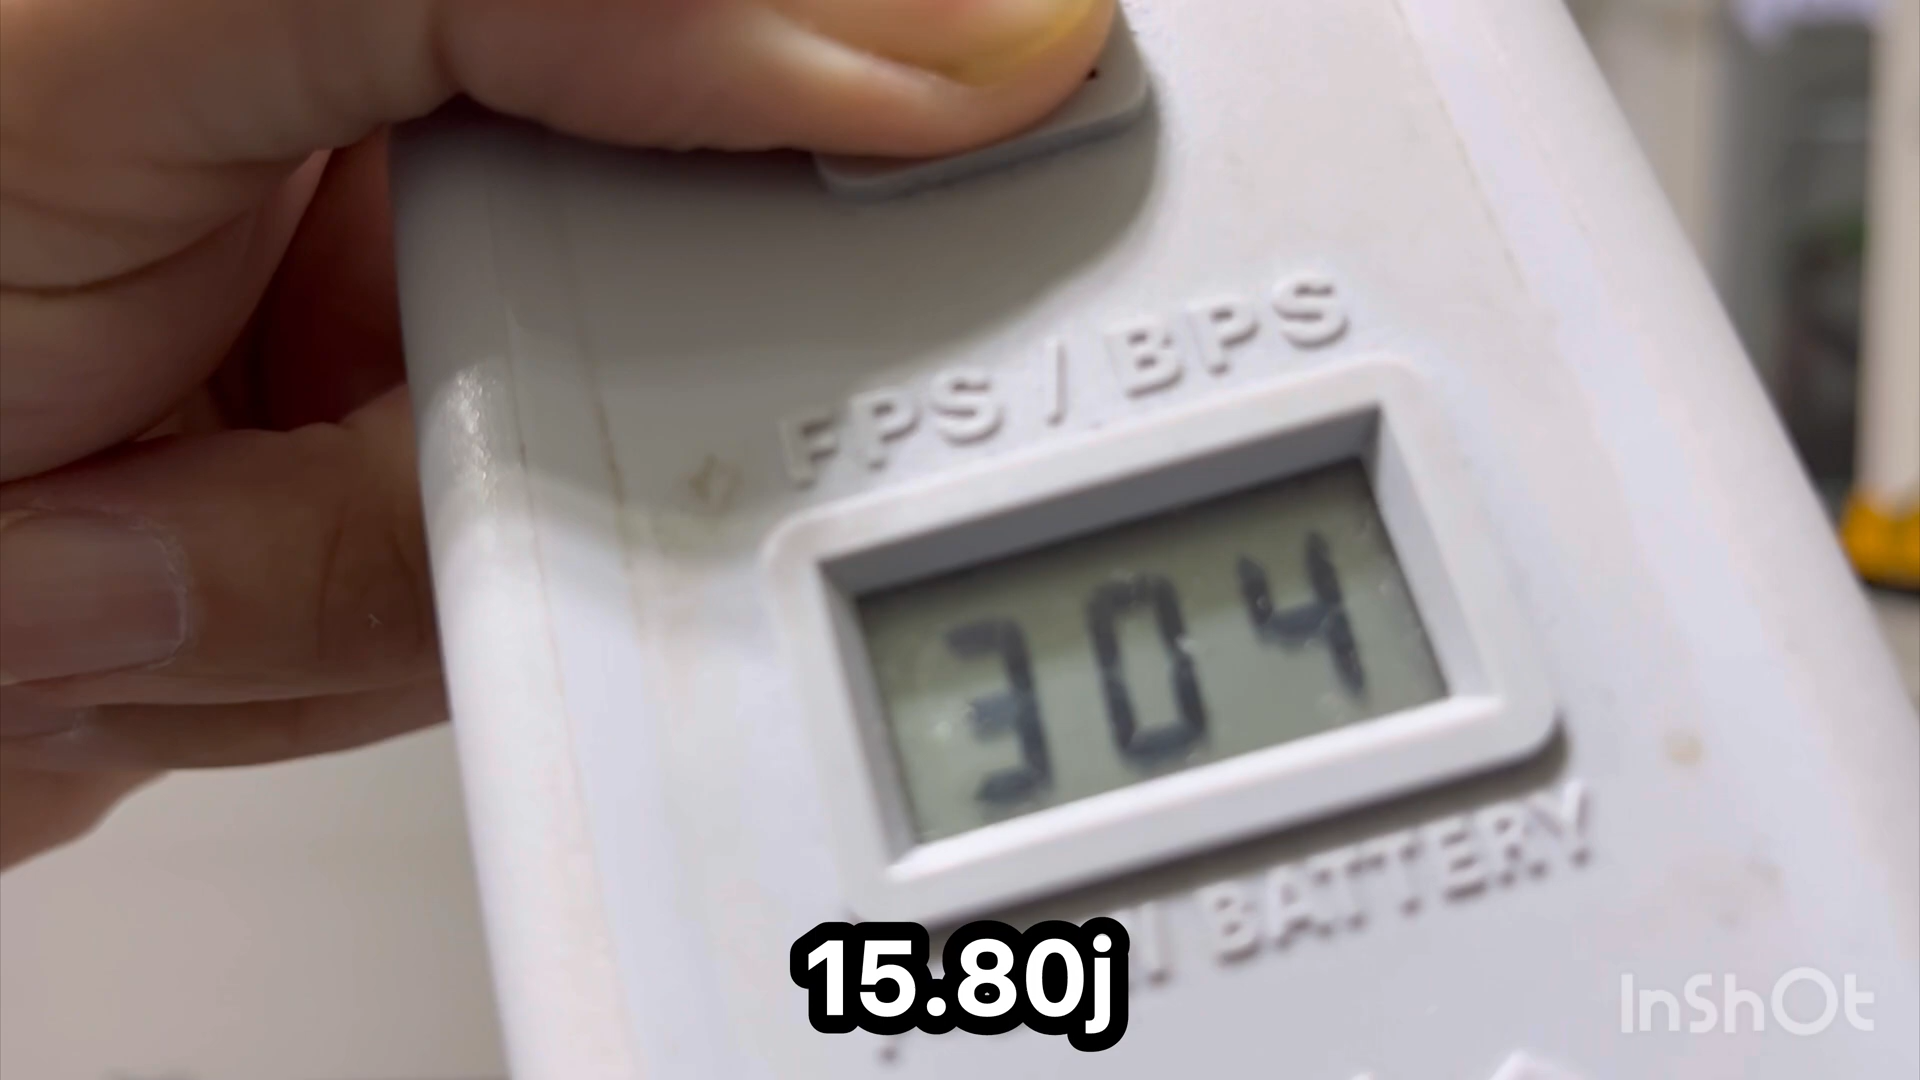 FPS / BPS
304
/ BATTERY
15.80j
InShOt